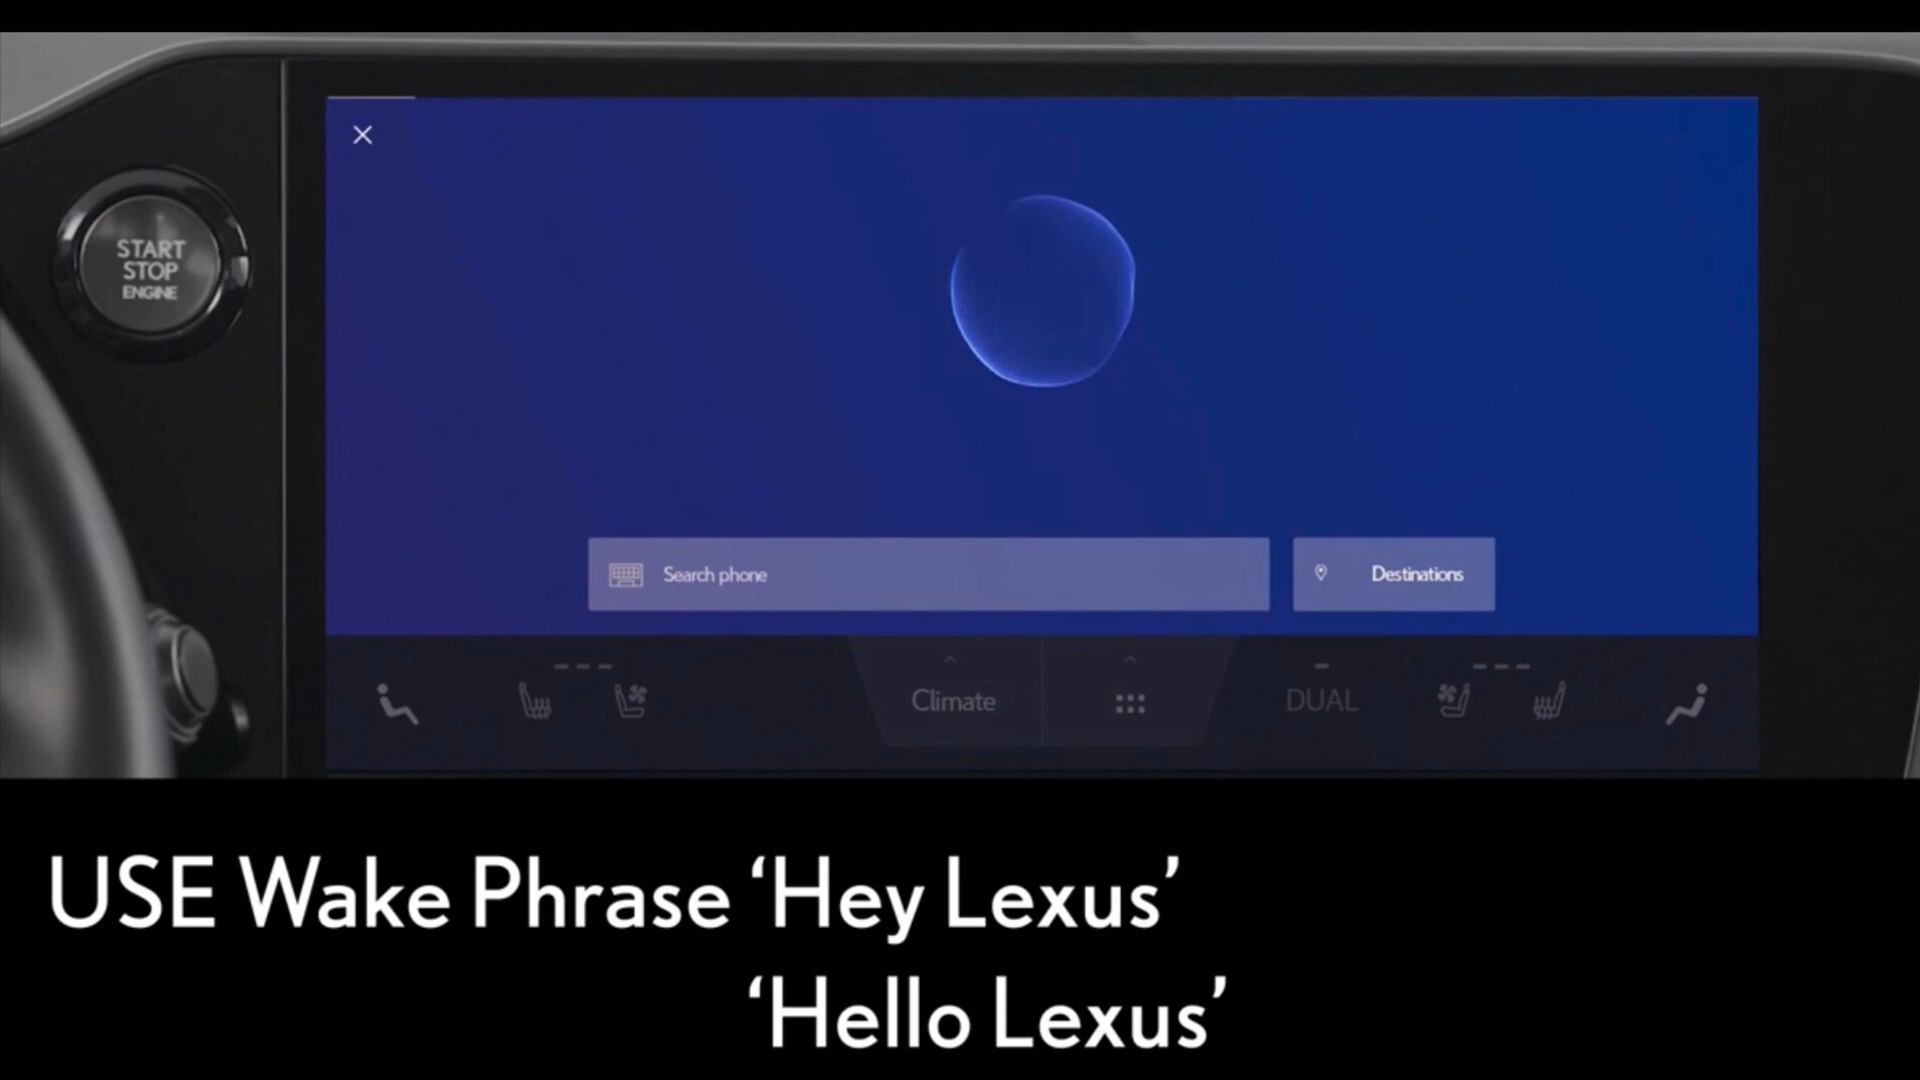 START
STOP
ENGINE
Search phone
Destinations
Climate
DUAL
USE Wake Phrase ‘Hey Lexus’
‘Hello Lexus’